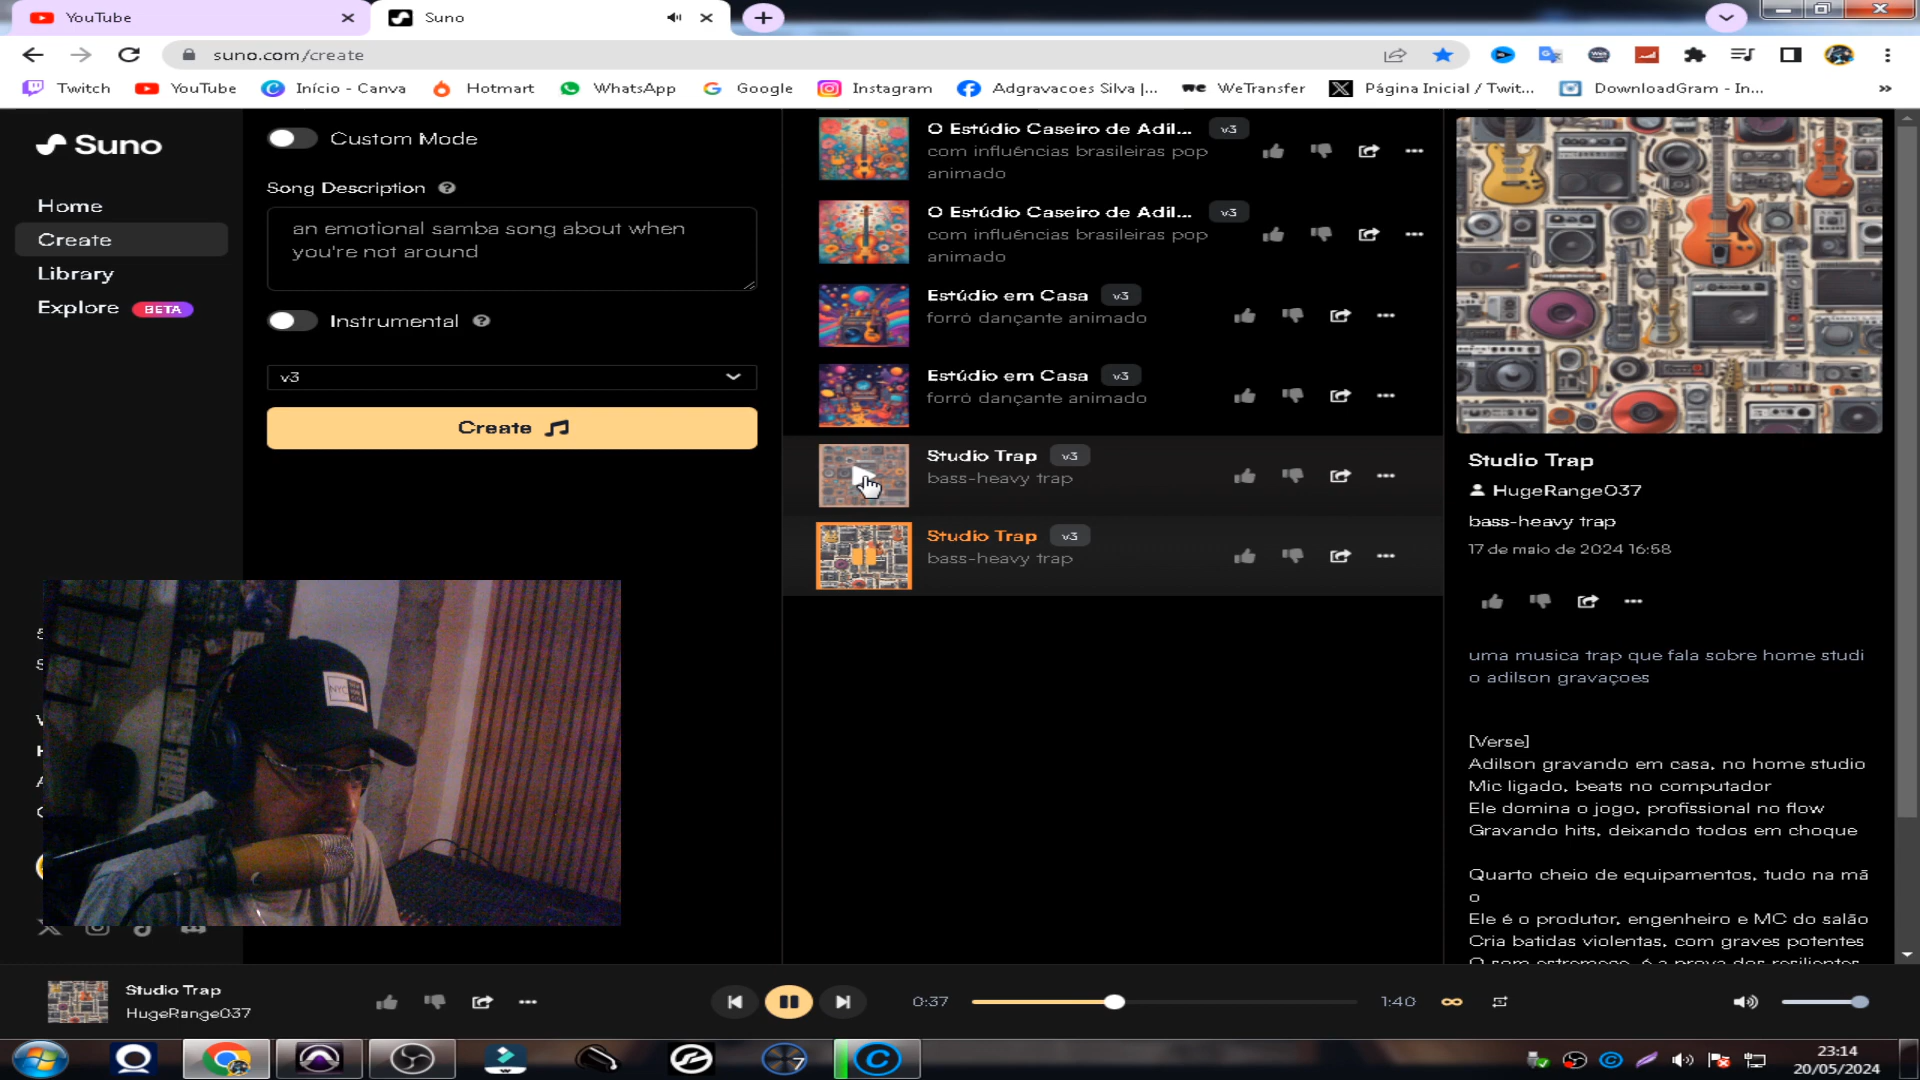 YouTube
Suno
suno.com/create
Twitch
YouTube
Início - Canva
Hotmart
WhatsApp
Google
Instagram
Adgravacoes Silva |...
WeTransfer
Página Inicial / Twit...
DownloadGram - In...
»
Suno
Home
Create
Library
Explore BETA
Custom Mode
Song Description ?
an emotional samba song about when
you're not around
Instrumental ?
v3
Create
O Estúdio Caseiro de Adil... v3
com influências brasileiras pop
animado
O Estúdio Caseiro de Adil... v3
com influências brasileiras pop
animado
Estúdio em Casa v3
forró dançante animado
Estúdio em Casa v3
forró dançante animado
Studio Trap v3
bass-heavy trap
Studio Trap v3
bass-heavy trap
Studio Trap
HugeRange037
bass-heavy trap
17 de maio de 2024 16:58
uma musica trap que fala sobre home studi
o adilson gravaçoes
[Verse]
Adilson gravando em casa, no home studio
Mic ligado, beats no computador
Ele domina o jogo, profissional no flow
Gravando hits, deixando todos em choque
Quarto cheio de equipamentos, tudo na mã
o
Ele é o produtor, engenheiro e MC do salão
Cria batidas violentas, com graves potentes
O som estremece, é a prova dos resilientes
NYC
Studio Trap
HugeRange037
0:37
1:40
7
23:14
20/05/2024